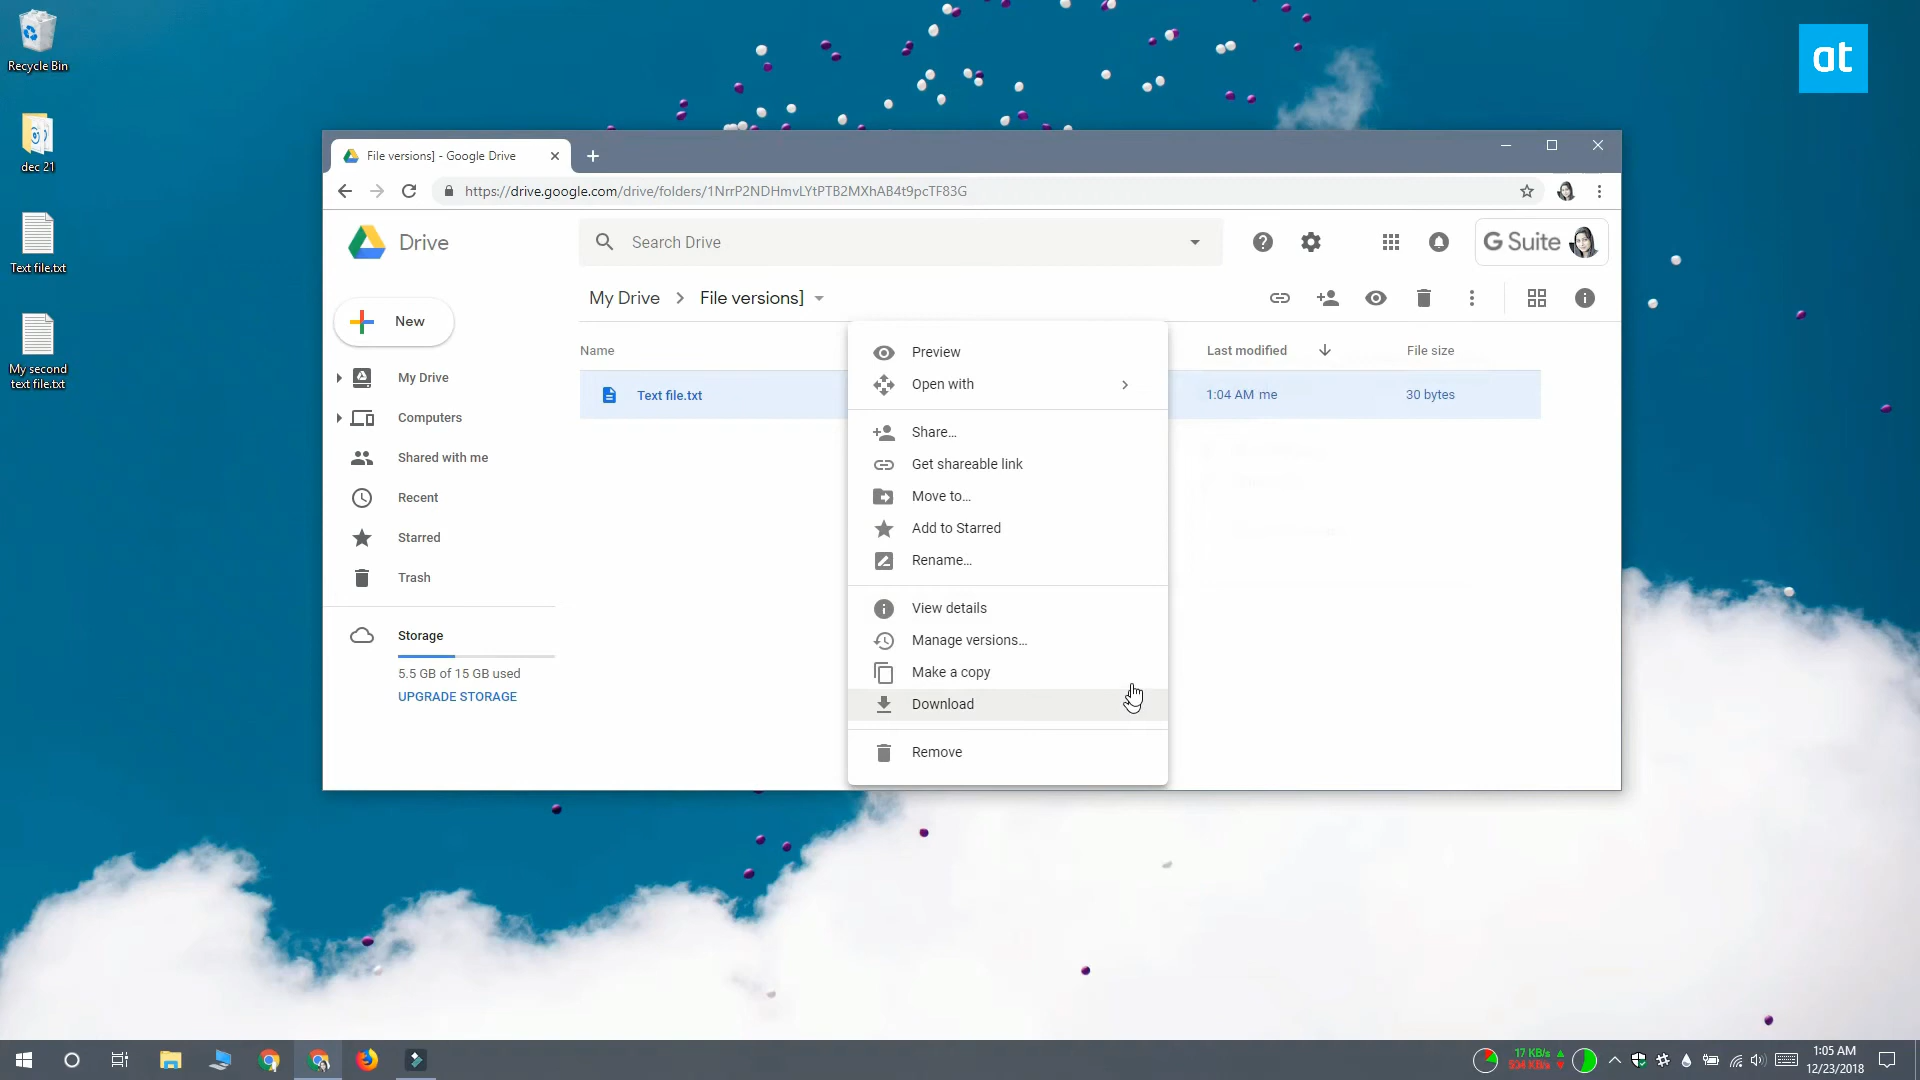 Recycle Bin
dec 21
Text file.txt
My second
text file.txt
at
File versions] - Google Drive
https://drive.google.com/drive/folders/1NrrP2NDHmvLYtPTB2MXhAB4t9pcTF83G
Drive
Search Drive
G Suite
New
My Drive
Computers
Shared with me
Recent
Starred
Trash
Storage
5.5 GB of 15 GB used
UPGRADE STORAGE
My Drive > File versions]
Name
Last modified
File size
Text file.txt
1:04 AM me
30 bytes
Preview
Open with
Share...
Get shareable link
Move to...
Add to Starred
Rename...
View details
Manage versions...
Make a copy
Download
Remove
17 KB/s
1:05 AM
12/23/2018